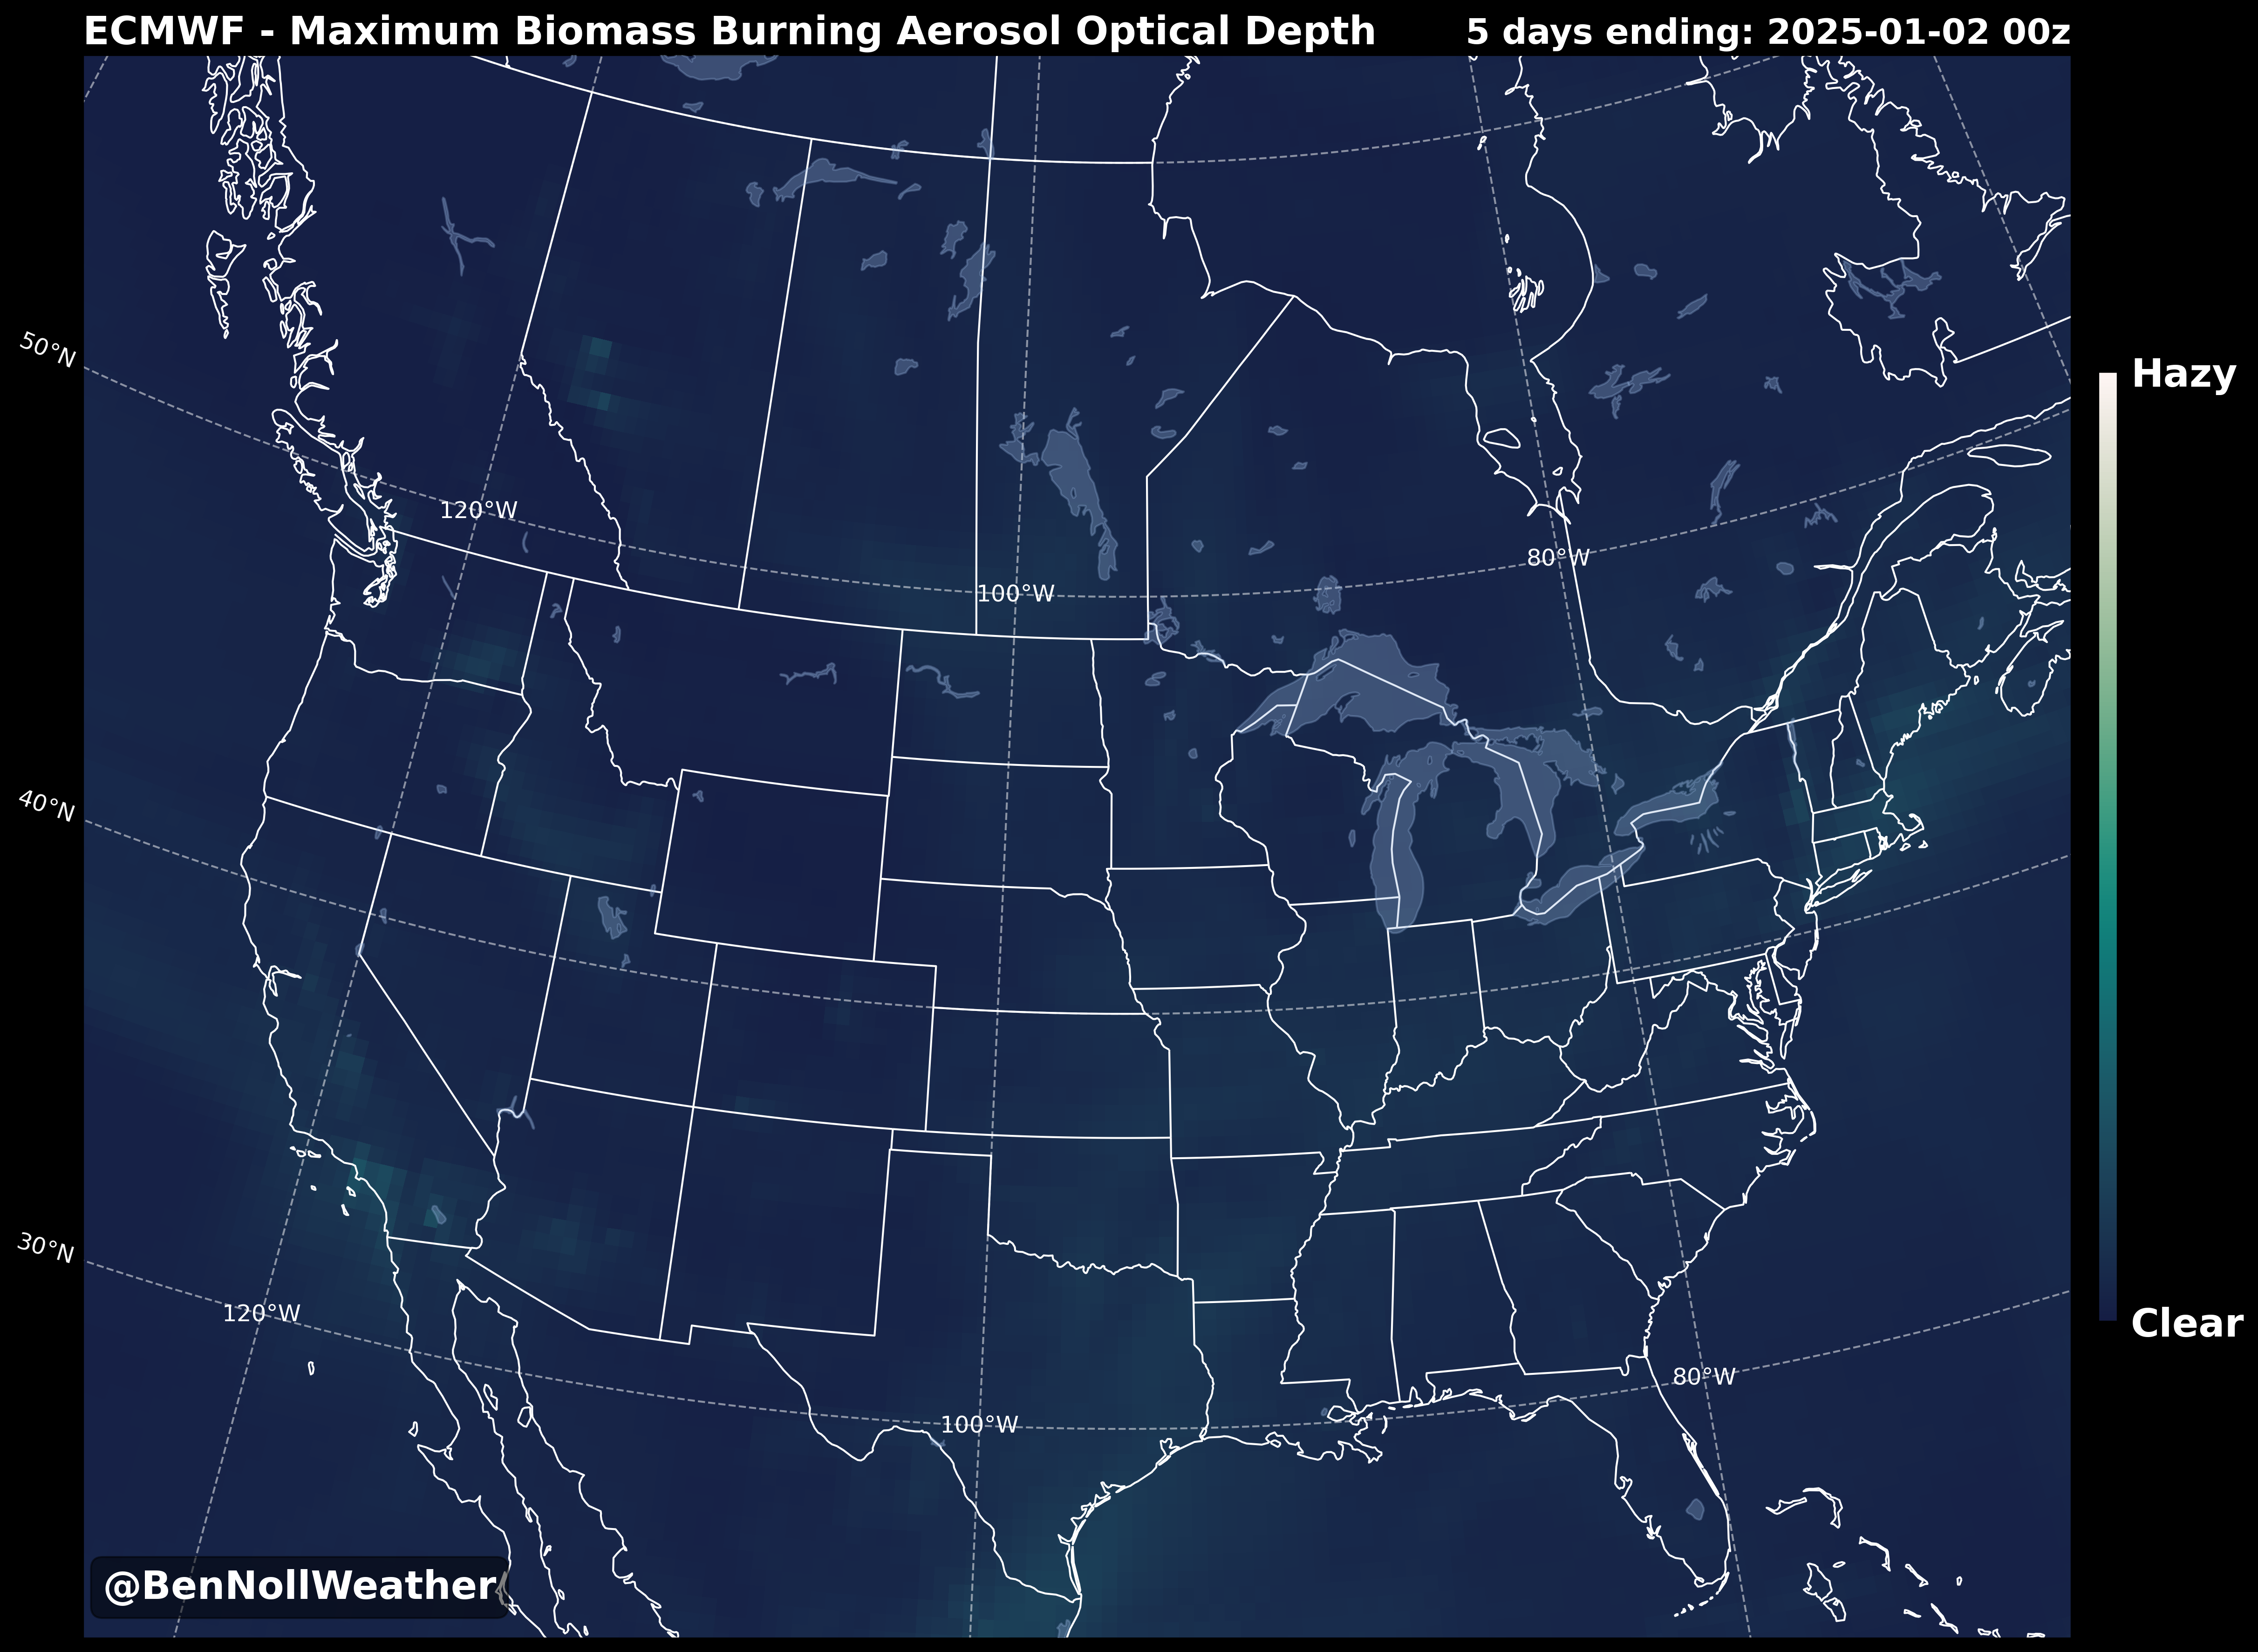 ECMWF - Maximum Biomass Burning Aerosol Optical Depth 5 days ending: 2025-01-02 00z
50°N
Hazy
120°W
80°W
100°W
40°N
30°N
120°W
Clear
80°W
100°W
@BenNollWeather